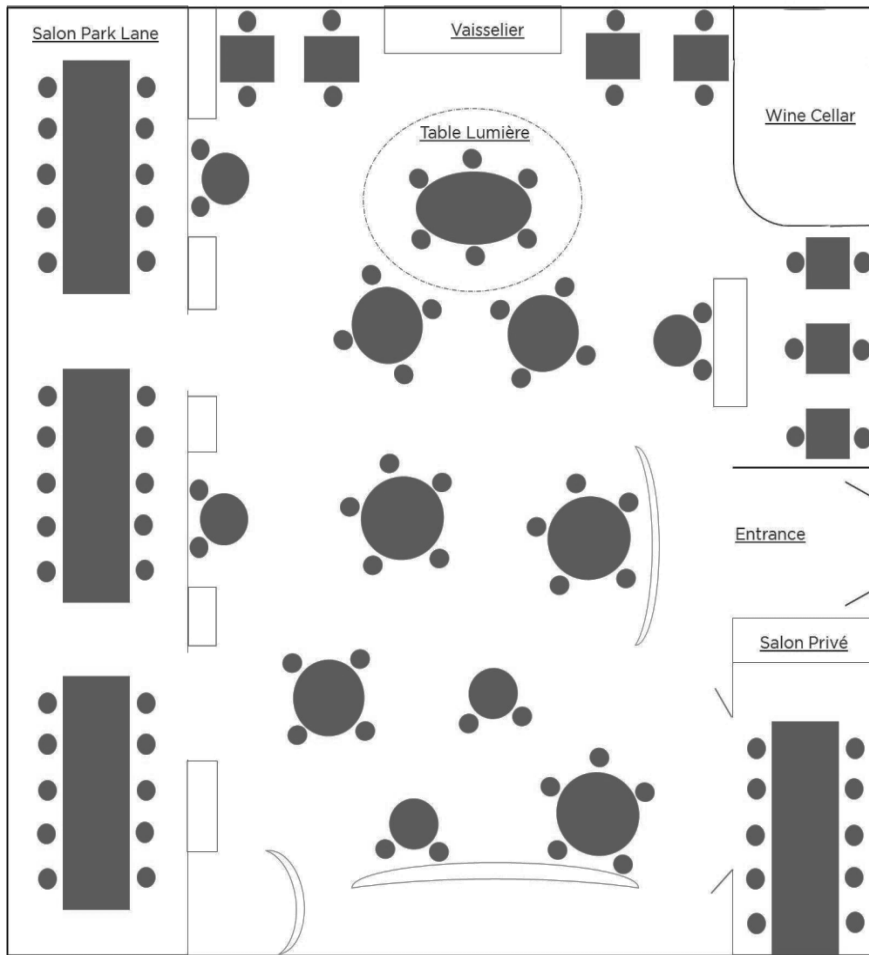 Salon Park Lane
Vaisselier
Table Lumière
Wine Cellar
Entrance
Salon Privé